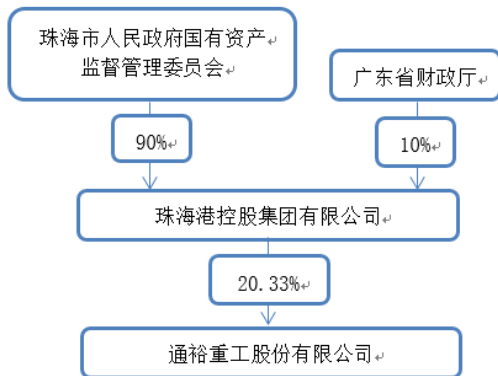 珠海市人民政府国有资产
监督管理委员会
广东省财政厅
90%
10%
珠海港控股集团有限公司
20.33%
通裕重工股份有限公司